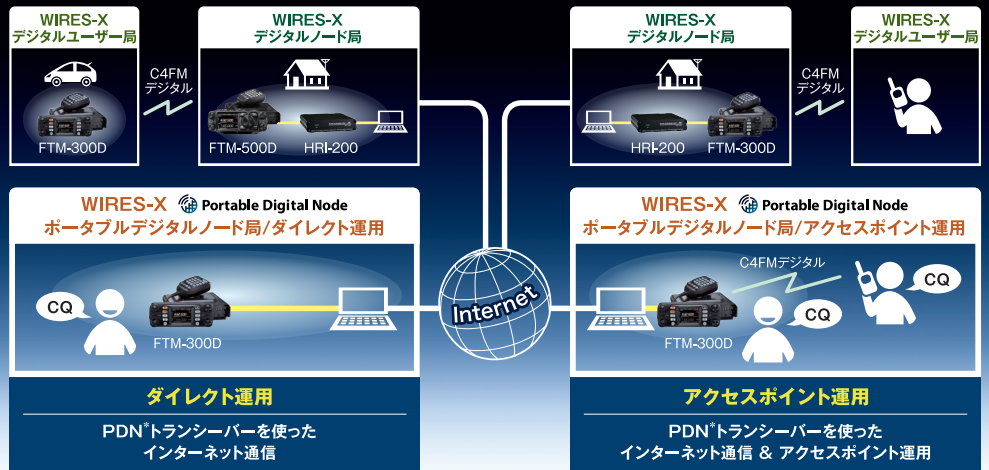 WIRES-X
デジタルユーザー局
C4FM
デジタル
FTM-300D
WIRES-X
デジタルノード局
FTM-500D
HRI-200
WIRES-X
デジタルノード局
HRI-200
FTM-300D
C4FM
デジタル
WIRES-X
デジタルユーザー局
WIRES-X Portable Digital Node
ポータブルデジタルノード局/ダイレクト運用
CQ
FTM-300D
Internet
WIRES-X Portable Digital Node
ポータブルデジタルノード局/アクセスポイント運用
C4FMデジタル
FTM-300D
CQ
CQ
ダイレクト運用
PDN*トランシーバーを使った
インターネット通信
アクセスポイント運用
PDN*トランシーバーを使った
インターネット通信 & アクセスポイント運用